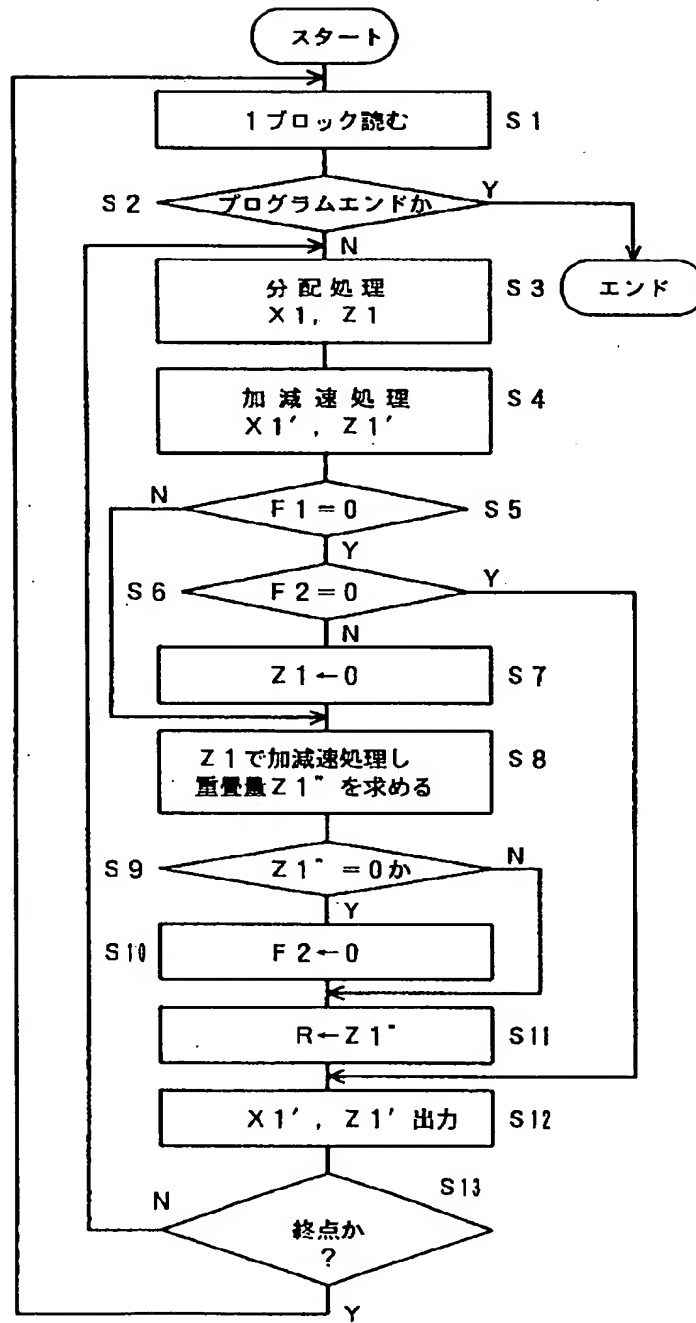 スタート
1ブロック読む
S1
S2
プログラムエンドか
Y
N
分配処理
X1, Z1
S3
エンド
加減速処理
X1′, Z1′
S4
N
F1=0
S5
Y
S6
F2=0
Y
N
Z1←0
S7
Z1で加減速処理し
重畳量Z1″を求める
S8
S9
Z1″=0か
N
Y
S10
F2←0
R←Z1″
S11
X1′, Z1′出力
S12
N
S13
終点か
?
Y